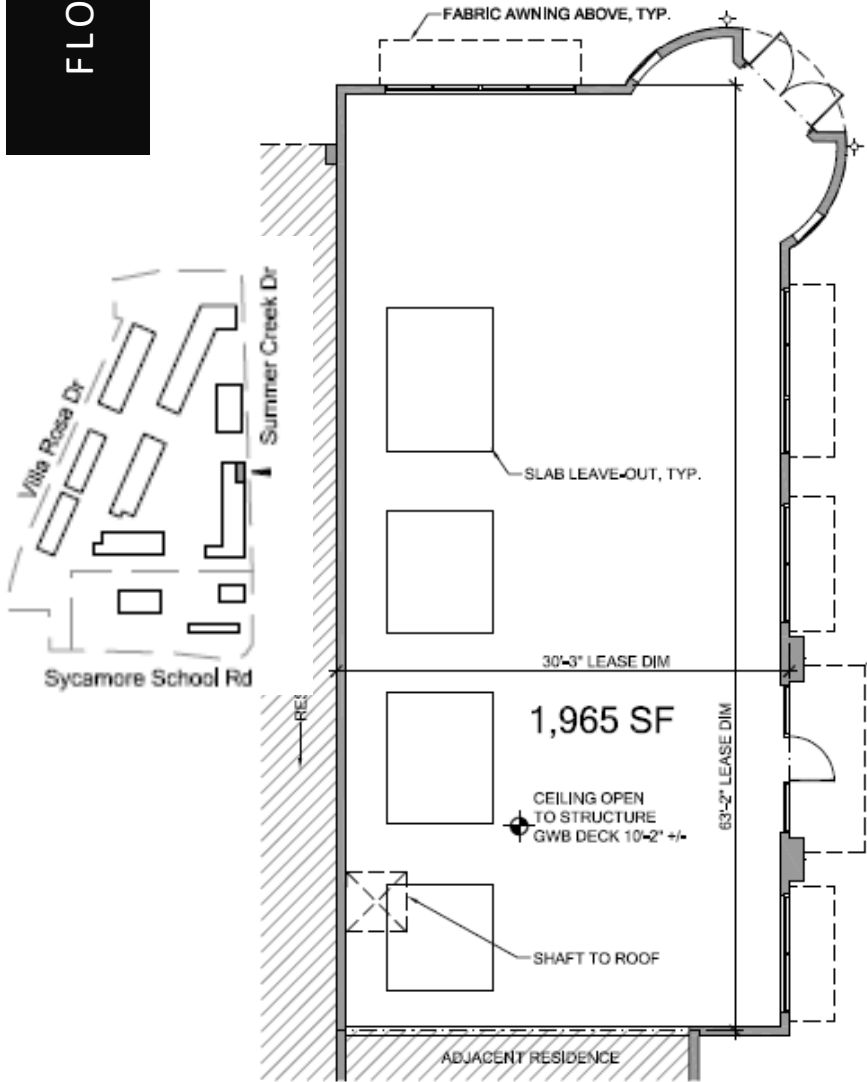 FLO
FABRIC AWNING ABOVE, TYP.
Summer Creek Dr
Villa Rosa Dr
SLAB LEAVE-OUT, TYP.
Sycamore School Rd
30'-3" LEASE DIM
RES
1,965 SF
63'-2" LEASE DIM
CEILING OPEN
TO STRUCTURE
GWB DECK 10'-2" +/-
SHAFT TO ROOF
ADJACENT RESIDENCE